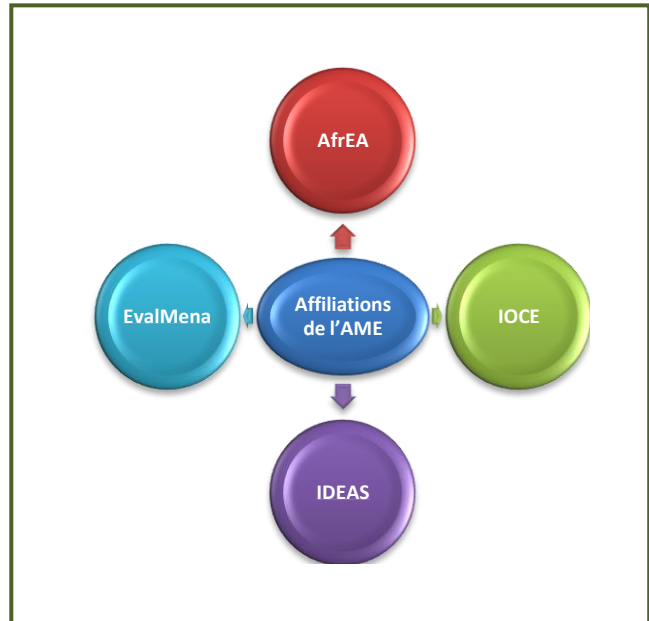 AfrEA
EvalMena
Affiliations
de l’AME
IOCE
IDEAS